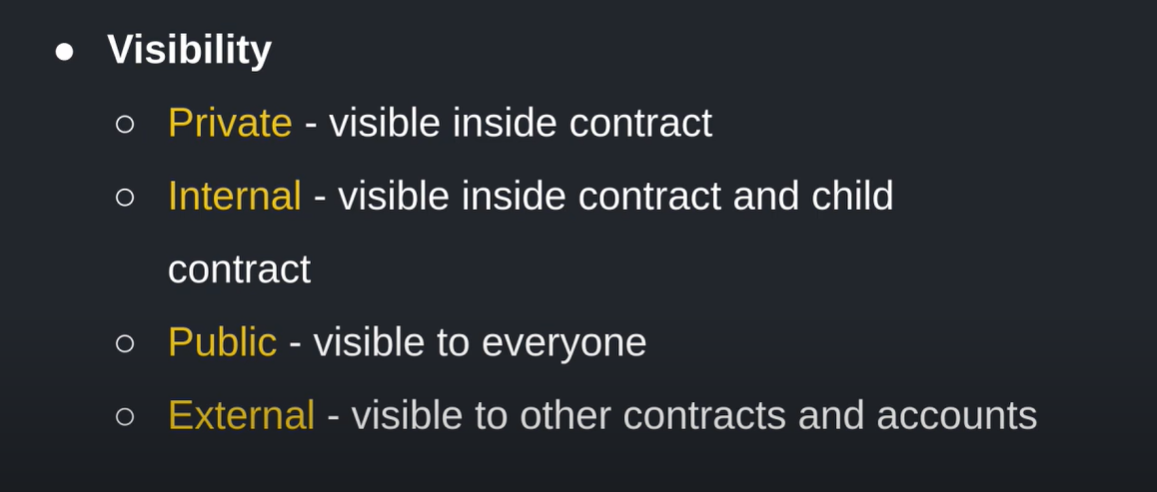 ● Visibility
○ Private - visible inside contract
○ Internal - visible inside contract and child
contract
○ Public - visible to everyone
○ External - visible to other contracts and accounts